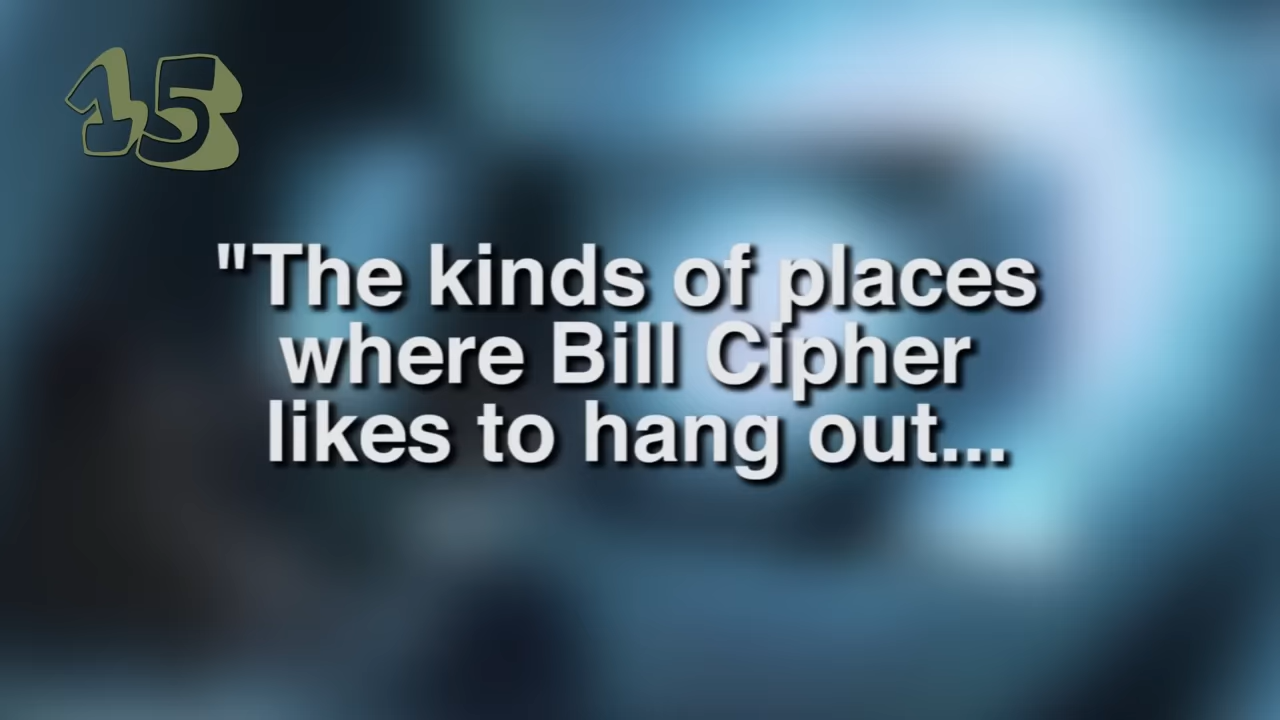 15
"The kinds of places
where Bill Cipher
likes to hang out...